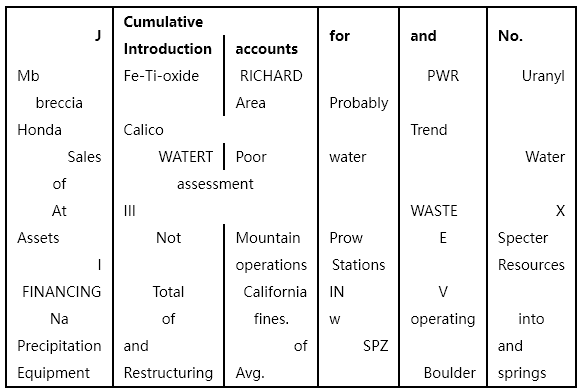 J Cumulative Introduction accounts for and No.
Mb Fe-Ti-oxide RICHARD PWR Uranyl
breccia Area Probably
Honda Calico Trend
Sales WATERT Poor water Water
of assessment
At III WASTE X
Assets Not Mountain Prow E Specter
I operations Stations Resources
FINANCING Total California IN V
Na of fines. w operating into
Precipitation and of SPZ and
Equipment Restructuring Avg. Boulder springs